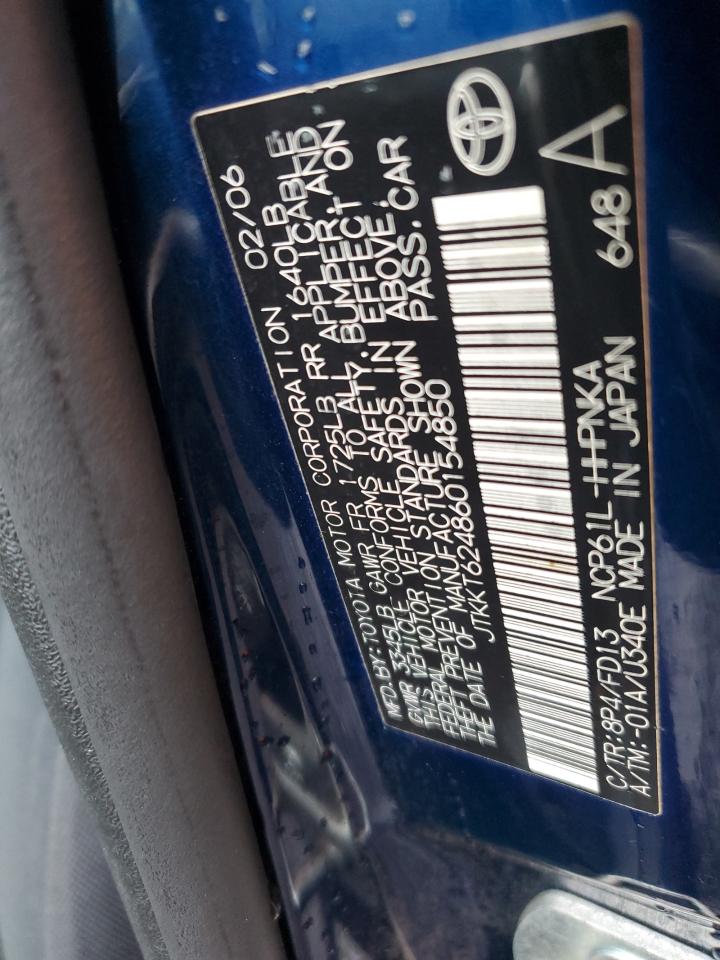 MFD. BY: TOYOTA MOTOR CORPORATION 02/06
GVWR 3345LB GAWR FR 1725LB RR 1640LB
THIS VEHICLE CONFORMS TO ALL APPLICABLE
FEDERAL MOTOR VEHICLE SAFETY, BUMPER, AND
THEFT PREVENTION STANDARDS IN EFFECT ON
THE DATE OF MANUFACTURE SHOWN ABOVE.
JTKKT624860154850 PASS. CAR
C/TR: 8P4/FD13 NCP61L-HHPNKA 648 A
A/TM: -01A/U340E MADE IN JAPAN